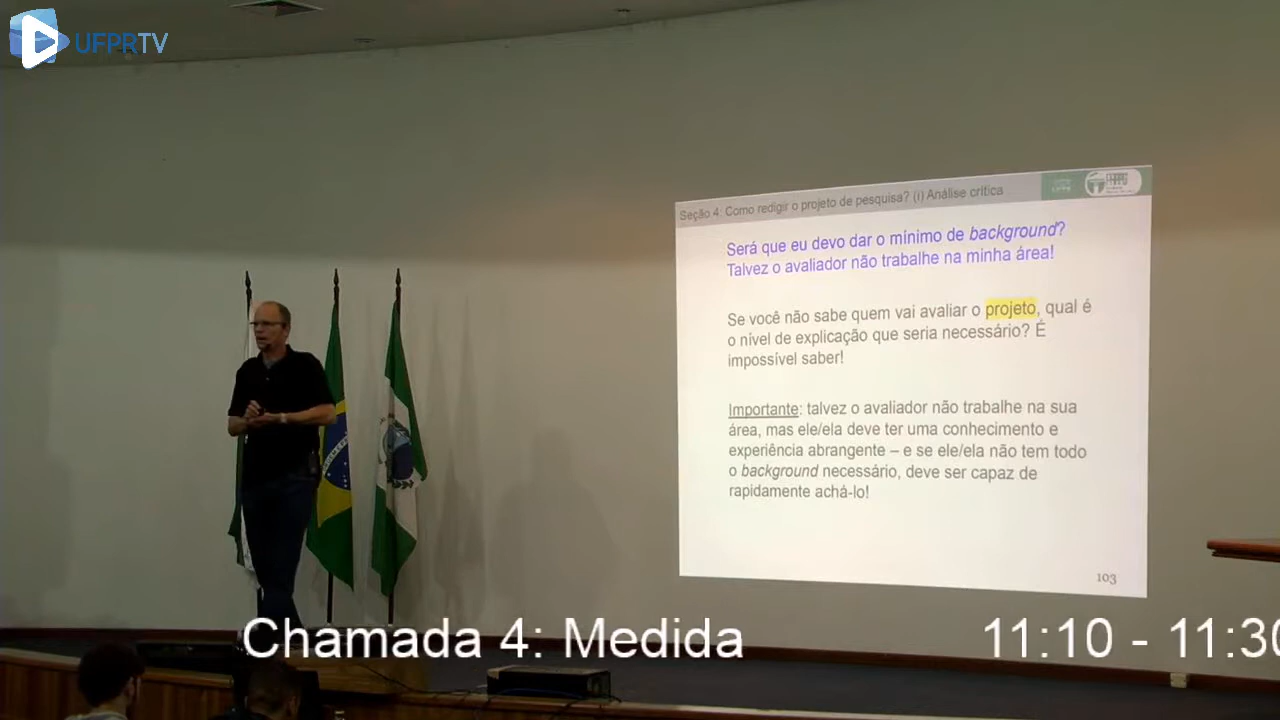 UFPRTV
Seção 4: Como redigir o projeto de pesquisa? (i) Análise crítica
Será que eu devo dar o mínimo de background?
Talvez o avaliador não trabalhe na minha área!
Se você não sabe quem vai avaliar o projeto, qual é
o nível de explicação que seria necessário? É
impossível saber!
Importante: talvez o avaliador não trabalhe na sua
área, mas ele/ela deve ter uma conhecimento e
experiência abrangente – e se ele/ela não tem todo
o background necessário, deve ser capaz de
rapidamente achá-lo!
103
Chamada 4: Medida 11:10 - 11:30